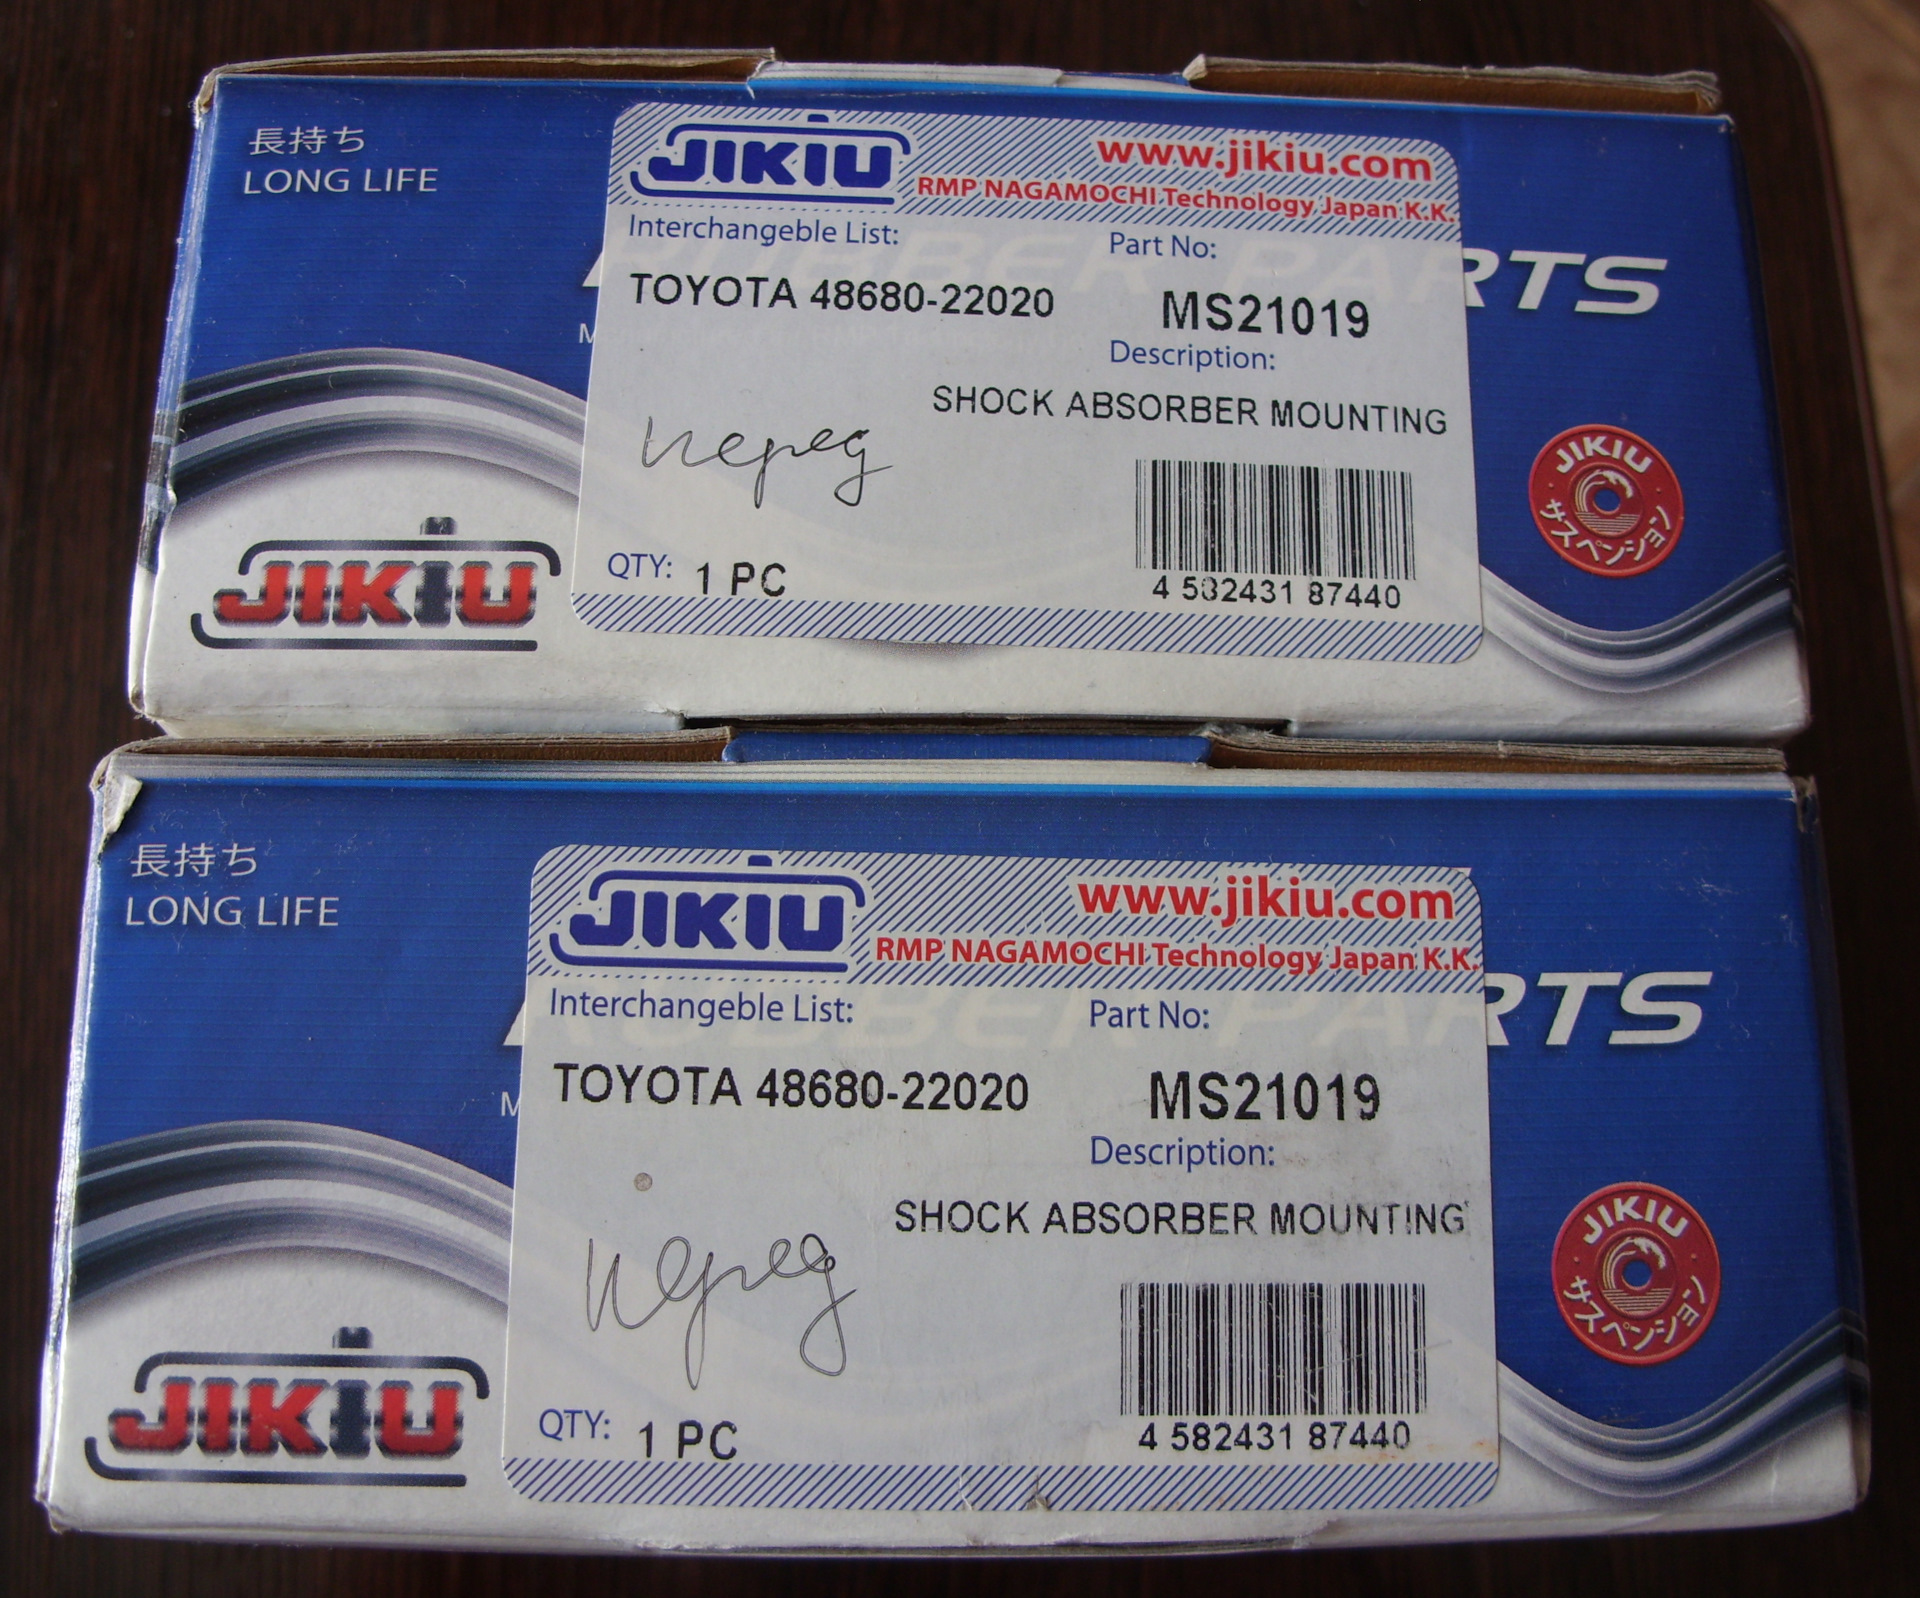 長持ち
LONG LIFE
JIKIU
www.jikiu.com
RMP NAGAMOCHI Technology Japan K.K.
RUBBER PARTS
Interchangeble List:
Part No:
TOYOTA 48680-22020
MS21019
Description:
SHOCK ABSORBER MOUNTING
перед
QTY: 1 PC
4 582431 87440
JIKIU
JIKIU
サスペンション
長持ち
LONG LIFE
JIKIU
www.jikiu.com
RMP NAGAMOCHI Technology Japan K.K.
RUBBER PARTS
Interchangeble List:
Part No:
TOYOTA 48680-22020
MS21019
Description:
SHOCK ABSORBER MOUNTING
перед
QTY: 1 PC
4 582431 87440
JIKIU
JIKIU
サスペンション